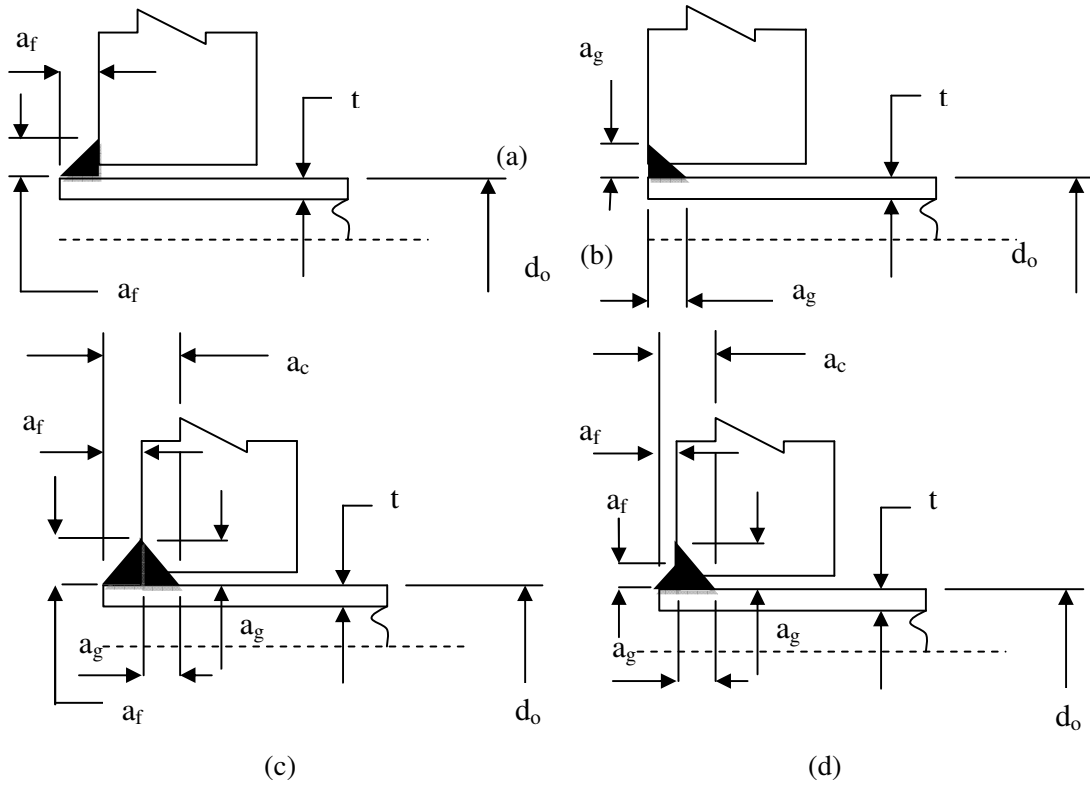 a_f
t
(a)
d_o
a_f
a_g
t
(b)
d_o
a_g
a_c
a_f
t
a_g
a_g
a_f
d_o
(c)
a_c
a_f
a_f
t
a_g
a_g
d_o
(d)